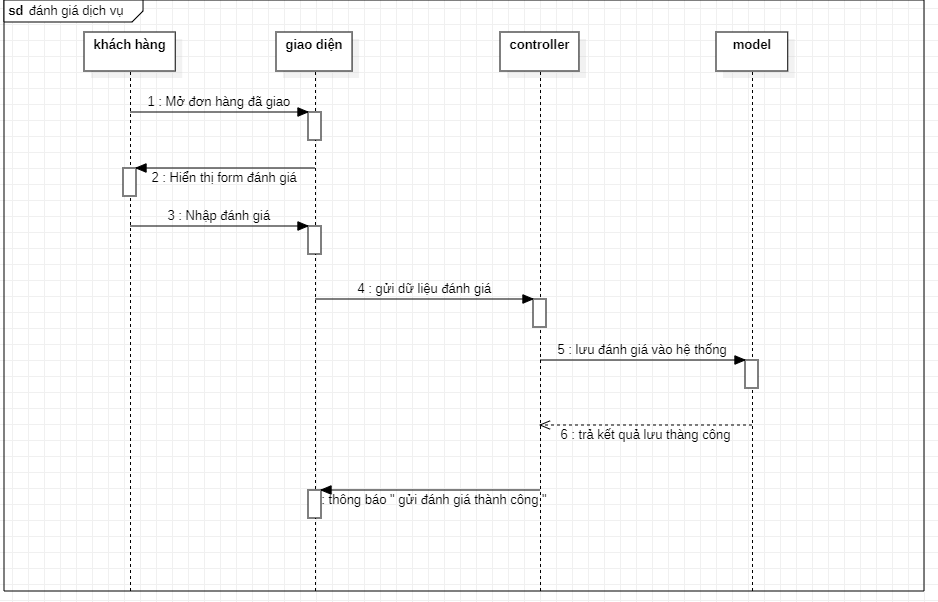 sd đánh giá dịch vụ
khách hàng
giao diện
controller
model
1 : Mở đơn hàng đã giao
2 : Hiển thị form đánh giá
3 : Nhập đánh giá
4 : gửi dữ liệu đánh giá
5 : lưu đánh giá vào hệ thống
6 : trả kết quả lưu thàng công
: thông báo " gửi đánh giá thành công "